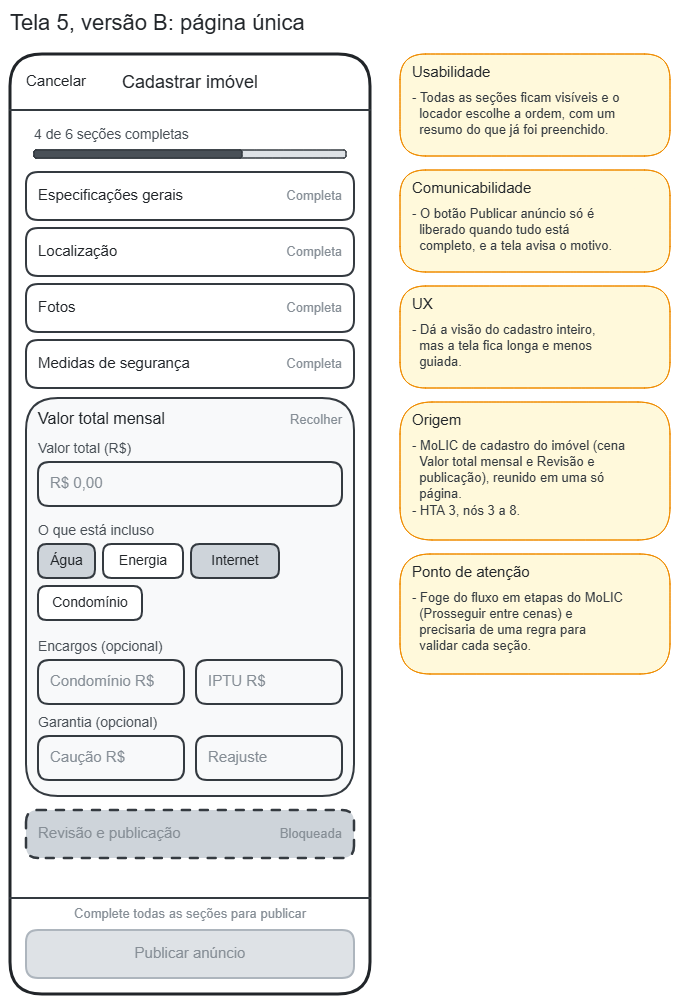 Tela 5, versão B: página única
Cancelar
Cadastrar imóvel
4 de 6 seções completas
Especificações gerais
Completa
Localização
Completa
Fotos
Completa
Medidas de segurança
Completa
Valor total mensal
Recolher
Valor total (R$)
R$ 0,00
O que está incluso
Água
Energia
Internet
Condomínio
Encargos (opcional)
Condomínio R$
IPTU R$
Garantia (opcional)
Caução R$
Reajuste
Revisão e publicação
Bloqueada
Complete todas as seções para publicar
Publicar anúncio
Usabilidade
- Todas as seções ficam visíveis e o
locador escolhe a ordem, com um
resumo do que já foi preenchido.
Comunicabilidade
- O botão Publicar anúncio só é
liberado quando tudo está
completo, e a tela avisa o motivo.
UX
- Dá a visão do cadastro inteiro,
mas a tela fica longa e menos
guiada.
Origem
- MoLIC de cadastro do imóvel (cena
Valor total mensal e Revisão e
publicação), reunido em uma só
página.
- HTA 3, nós 3 a 8.
Ponto de atenção
- Foge do fluxo em etapas do MoLIC
(Prosseguir entre cenas) e
precisaria de uma regra para
validar cada seção.